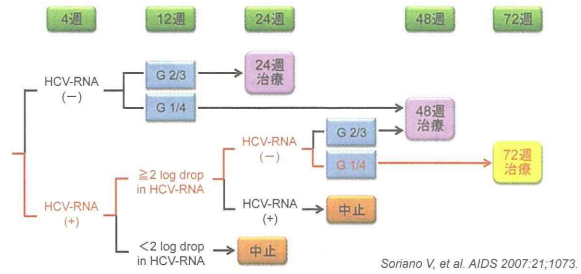 4週 12週 24週 48週 72週
HCV-RNA
(−)
G 2/3
24週
治療
G 1/4
48週
治療
HCV-RNA
(+)
≧2 log drop
in HCV-RNA
HCV-RNA
(−)
G 2/3
G 1/4
72週
治療
HCV-RNA
(+)
中止
<2 log drop
in HCV-RNA
中止
Soriano V, et al. AIDS 2007:21;1073.